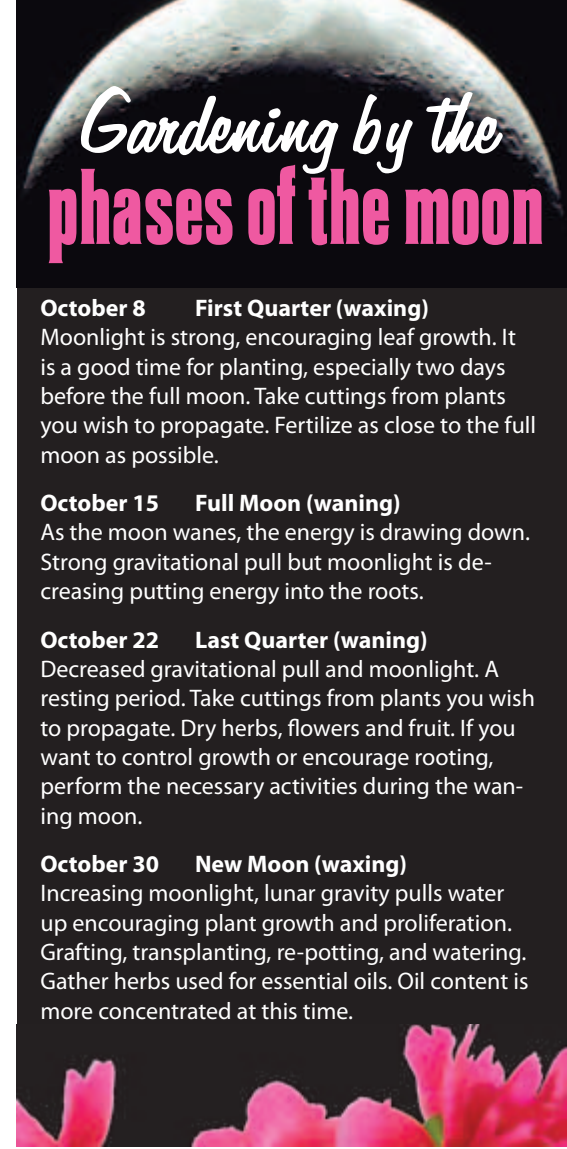 Gardening by the
phases of the moon
October 8 First Quarter (waxing)
Moonlight is strong, encouraging leaf growth. It
is a good time for planting, especially two days
before the full moon. Take cuttings from plants
you wish to propagate. Fertilize as close to the full
moon as possible.
October 15 Full Moon (waning)
As the moon wanes, the energy is drawing down.
Strong gravitational pull but moonlight is de-
creasing putting energy into the roots.
October 22 Last Quarter (waning)
Decreased gravitational pull and moonlight. A
resting period. Take cuttings from plants you wish
to propagate. Dry herbs, flowers and fruit. If you
want to control growth or encourage rooting,
perform the necessary activities during the wan-
ing moon.
October 30 New Moon (waxing)
Increasing moonlight, lunar gravity pulls water
up encouraging plant growth and proliferation.
Grafting, transplanting, re-potting, and watering.
Gather herbs used for essential oils. Oil content is
more concentrated at this time.